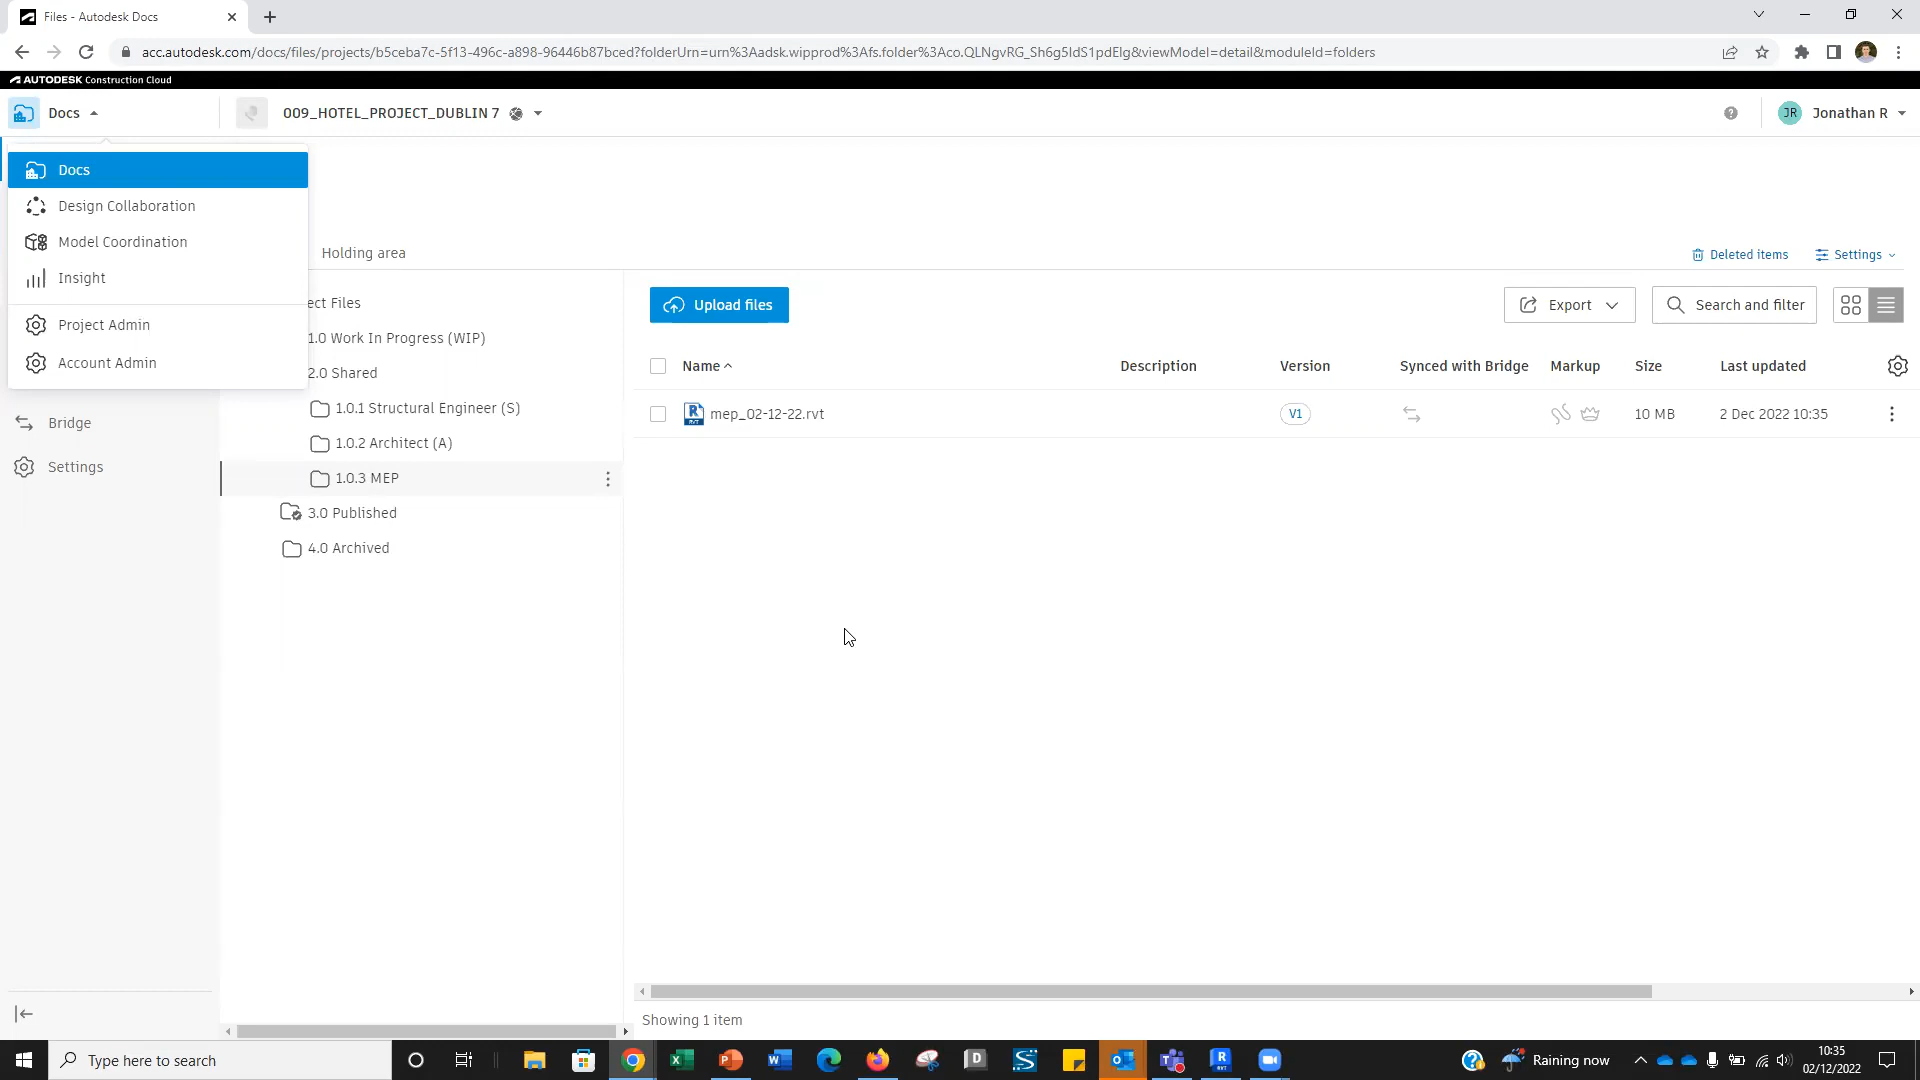 Files - Autodesk Docs
acc.autodesk.com/docs/files/projects/b5ceba7c-5f13-496c-a898-96446b87bced?folderUrn=urn%3Aadsk.wipprod%3Afs.folder%3Aco.QLNgvRG_Sh6g5IdS1pdElg&viewModel=detail&moduleId=folders
AUTODESK Construction Cloud
Docs
009_HOTEL_PROJECT_DUBLIN 7
JR Jonathan R
Docs
Design Collaboration
Model Coordination
Insight
Project Admin
Account Admin
Bridge
Settings
Holding area
Deleted items
Settings
ect Files
1.0 Work In Progress (WIP)
2.0 Shared
1.0.1 Structural Engineer (S)
1.0.2 Architect (A)
1.0.3 MEP
3.0 Published
4.0 Archived
Upload files
Export
Search and filter
Name Description Version Synced with Bridge Markup Size Last updated
mep_02-12-22.rvt V1 10 MB 2 Dec 2022 10:35
Showing 1 item
Type here to search
Raining now
10:35
02/12/2022